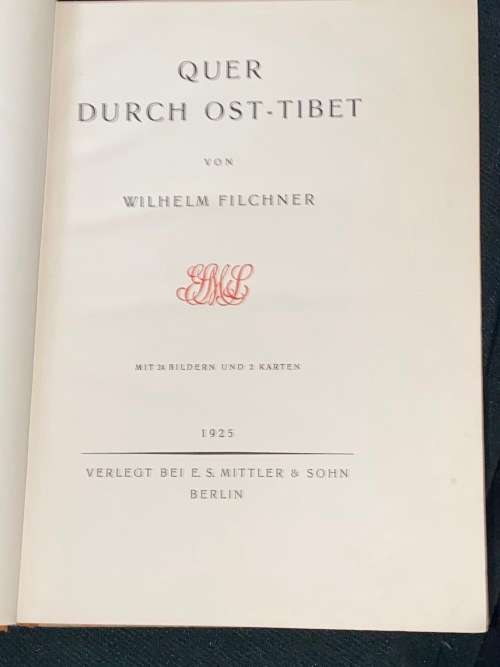 QUER
DURCH OST-TIBET
VON
WILHELM FILCHNER
MIT 24 BILDERN UND 2 KARTEN
1925
VERLEGT BEI E. S. MITTLER & SOHN
BERLIN